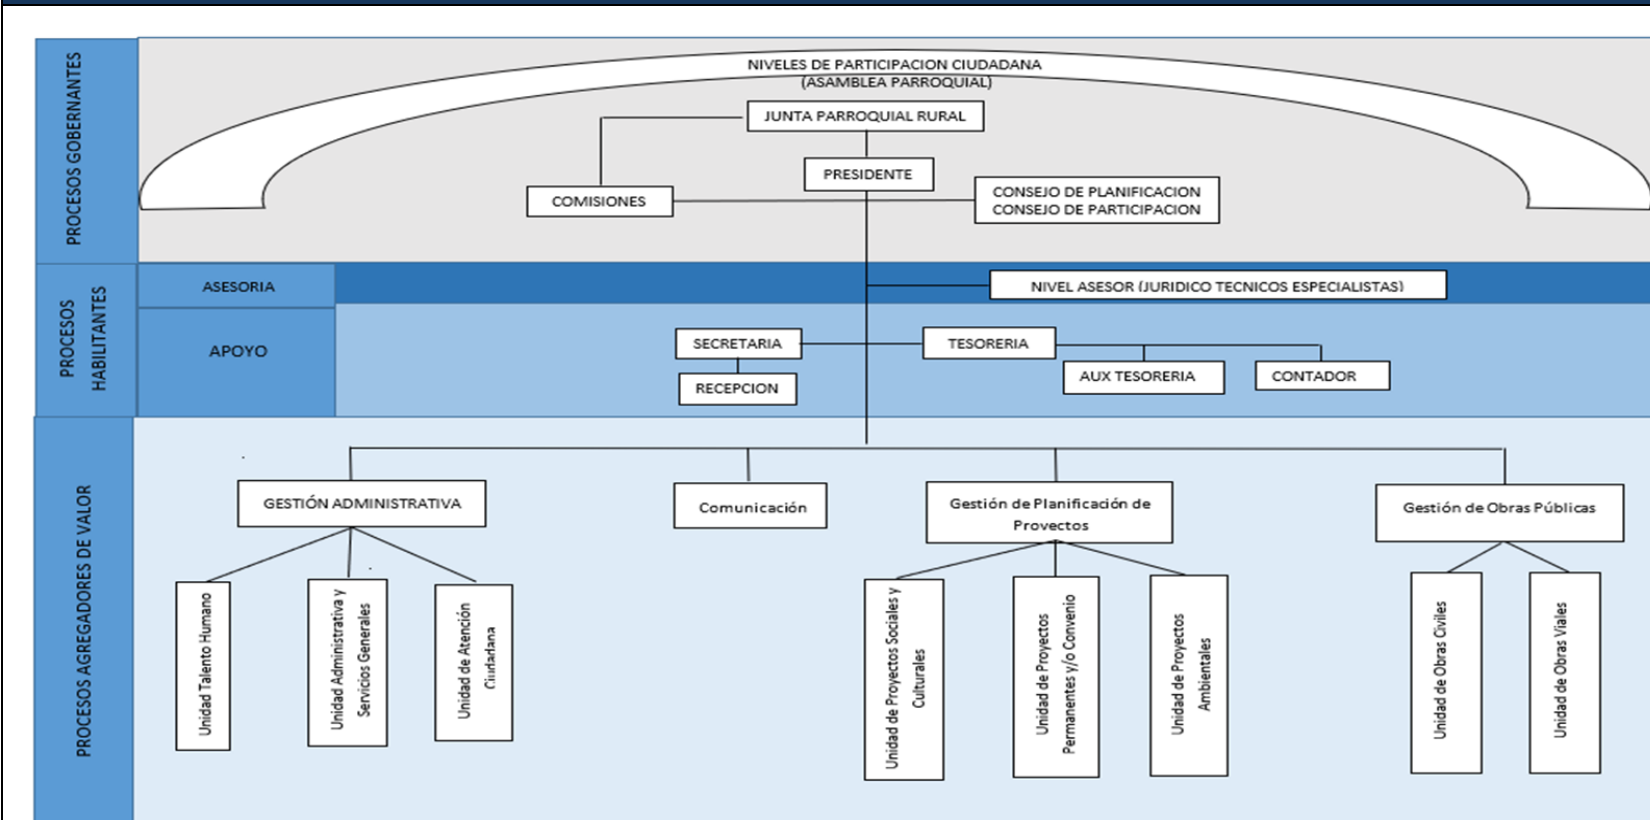 PROCESOS GOBERNANTES
NIVELES DE PARTICIPACION CIUDADANA
(ASAMBLEA PARROQUIAL)
JUNTA PARROQUIAL RURAL
PRESIDENTE
COMISIONES
CONSEJO DE PLANIFICACION
CONSEJO DE PARTICIPACION
PROCESOS
HABILITANTES
ASESORIA
NIVEL ASESOR (JURIDICO TECNICOS ESPECIALISTAS)
APOYO
SECRETARIA
TESORERIA
RECEPCION
AUX TESORERIA
CONTADOR
PROCESOS AGREGADORES DE VALOR
GESTIÓN ADMINISTRATIVA
Comunicación
Gestión de Planificación de
Proyectos
Gestión de Obras Públicas
Unidad Talento Humano
Unidad Administrativa y
Servicios Generales
Unidad de Atención
Ciudadana
Unidad de Proyectos Sociales y
Culturales
Unidad de Proyectos
Permanentes y/o Convenio
Unidad de Proyectos
Ambientales
Unidad de Obras Civiles
Unidad de Obras Viales